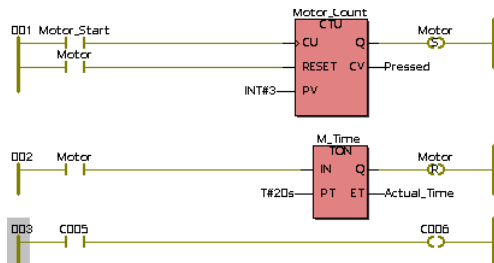 Motor_Count
001 Motor_Start CTU Motor
CU Q S
Motor
RESET CV Pressed
INT#3 PV
M_Time
002 Motor TON Motor
IN Q R
T#20s PT ET Actual_Time
003 C005 C006